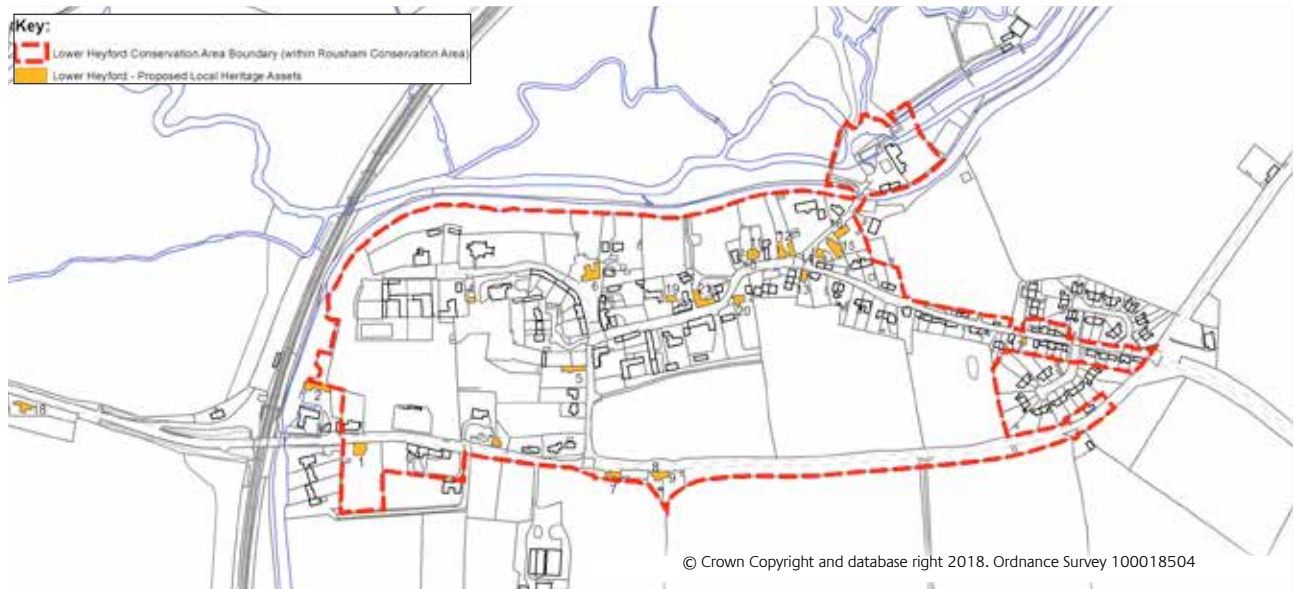 Key:
Lower Heyford Conservation Area Boundary (within Rousham Conservation Area)
Lower Heyford - Proposed Local Heritage Assets
15
6
19
20
5
2
18
1
8
7
© Crown Copyright and database right 2018. Ordnance Survey 100018504